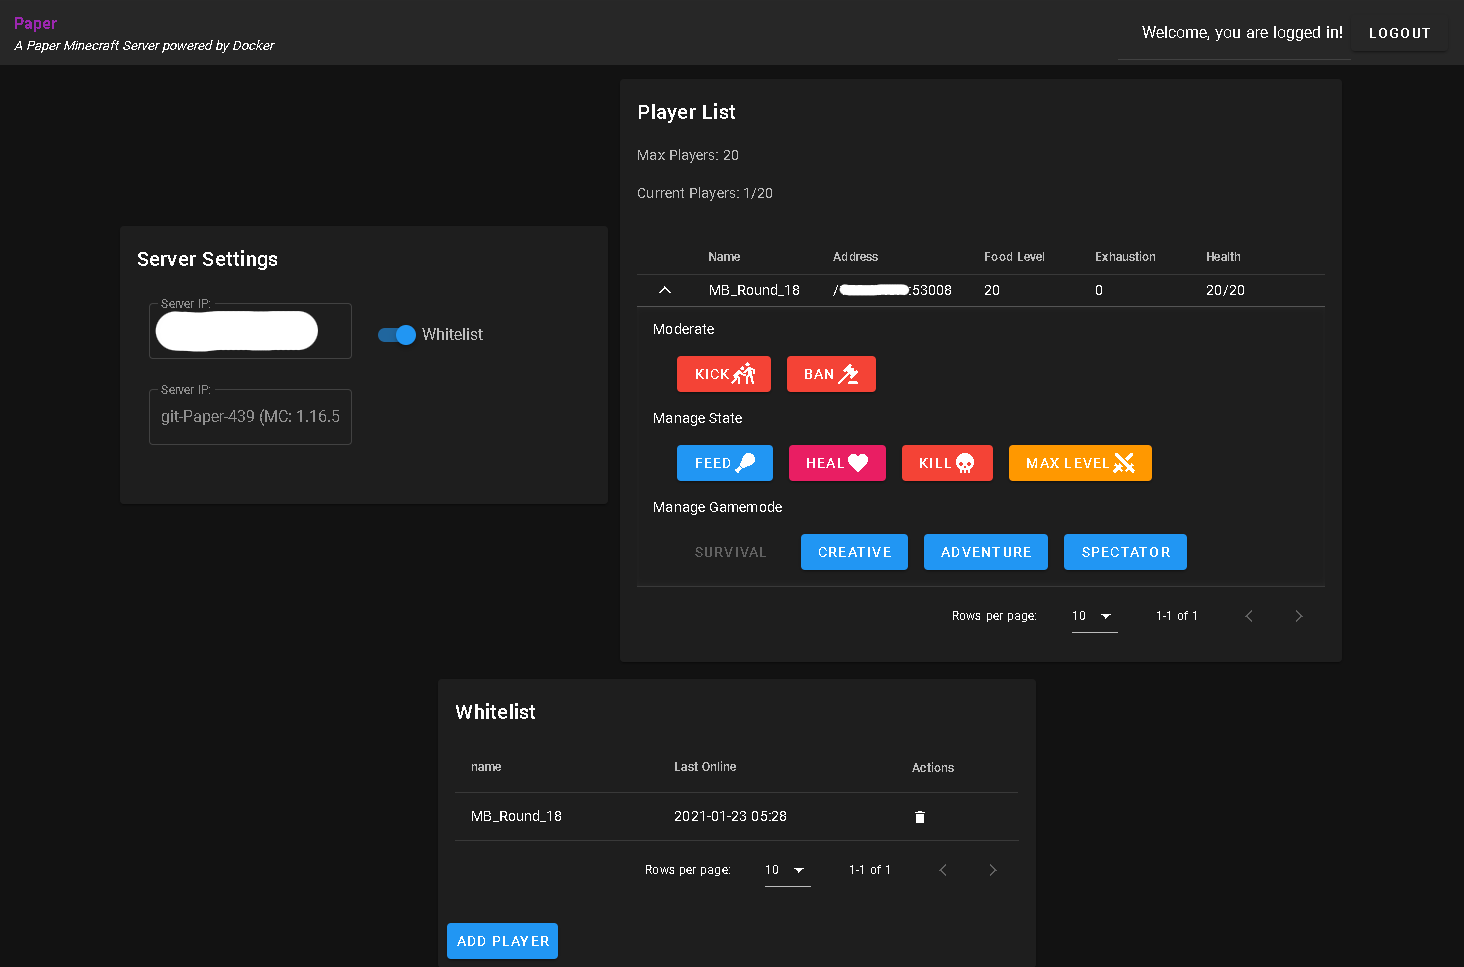 Paper
A Paper Minecraft Server powered by Docker
Welcome, you are logged in!
LOGOUT
Server Settings
Server IP:
Whitelist
Server IP:
git-Paper-439 (MC: 1.16.5
Player List
Max Players: 20
Current Players: 1/20
Name Address Food Level Exhaustion Health
MB_Round_18 / :53008 20 0 20/20
Moderate
KICK BAN
Manage State
FEED HEAL KILL MAX LEVEL
Manage Gamemode
SURVIVAL CREATIVE ADVENTURE SPECTATOR
Rows per page: 10 1-1 of 1
Whitelist
name Last Online Actions
MB_Round_18 2021-01-23 05:28
Rows per page: 10 1-1 of 1
ADD PLAYER